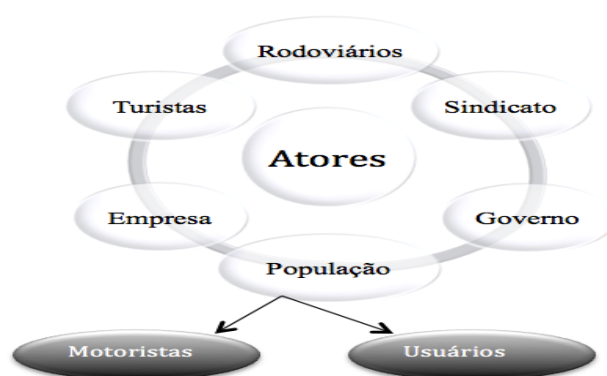 Rodoviários
Turistas
Sindicato
Atores
Empresa
Governo
População
Motoristas
Usuários